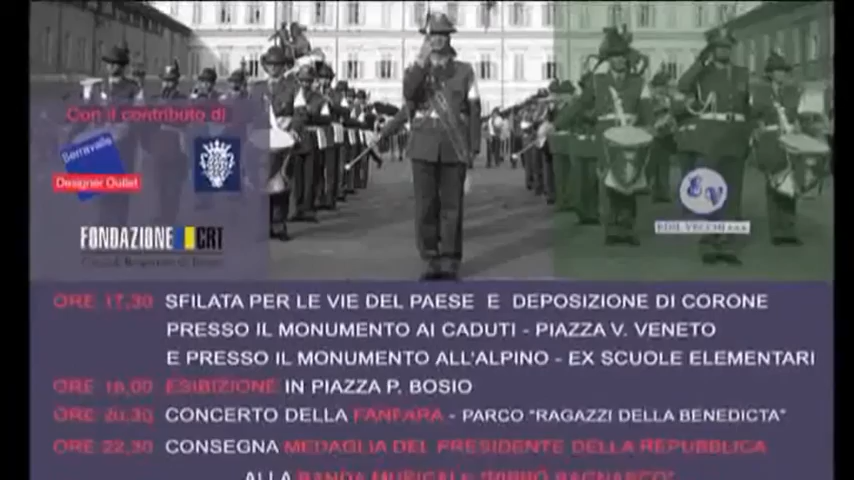 Con il contributo di
Serravalle
Designer Outlet
FONDAZIONE CRT
EDIL VECCHI s.n.c.
ORE 17,30 SFILATA PER LE VIE DEL PAESE E DEPOSIZIONE DI CORONE
PRESSO IL MONUMENTO AI CADUTI - PIAZZA V. VENETO
E PRESSO IL MONUMENTO ALL'ALPINO - EX SCUOLE ELEMENTARI
ORE 18,00 ESIBIZIONE IN PIAZZA P. BOSIO
ORE 20,30 CONCERTO DELLA FANFARA - PARCO "RAGAZZI DELLA BENEDICTA"
ORE 22,30 CONSEGNA MEDAGLIA DEL PRESIDENTE DELLA REPUBBLICA
ALLA BANDA MUSICALE